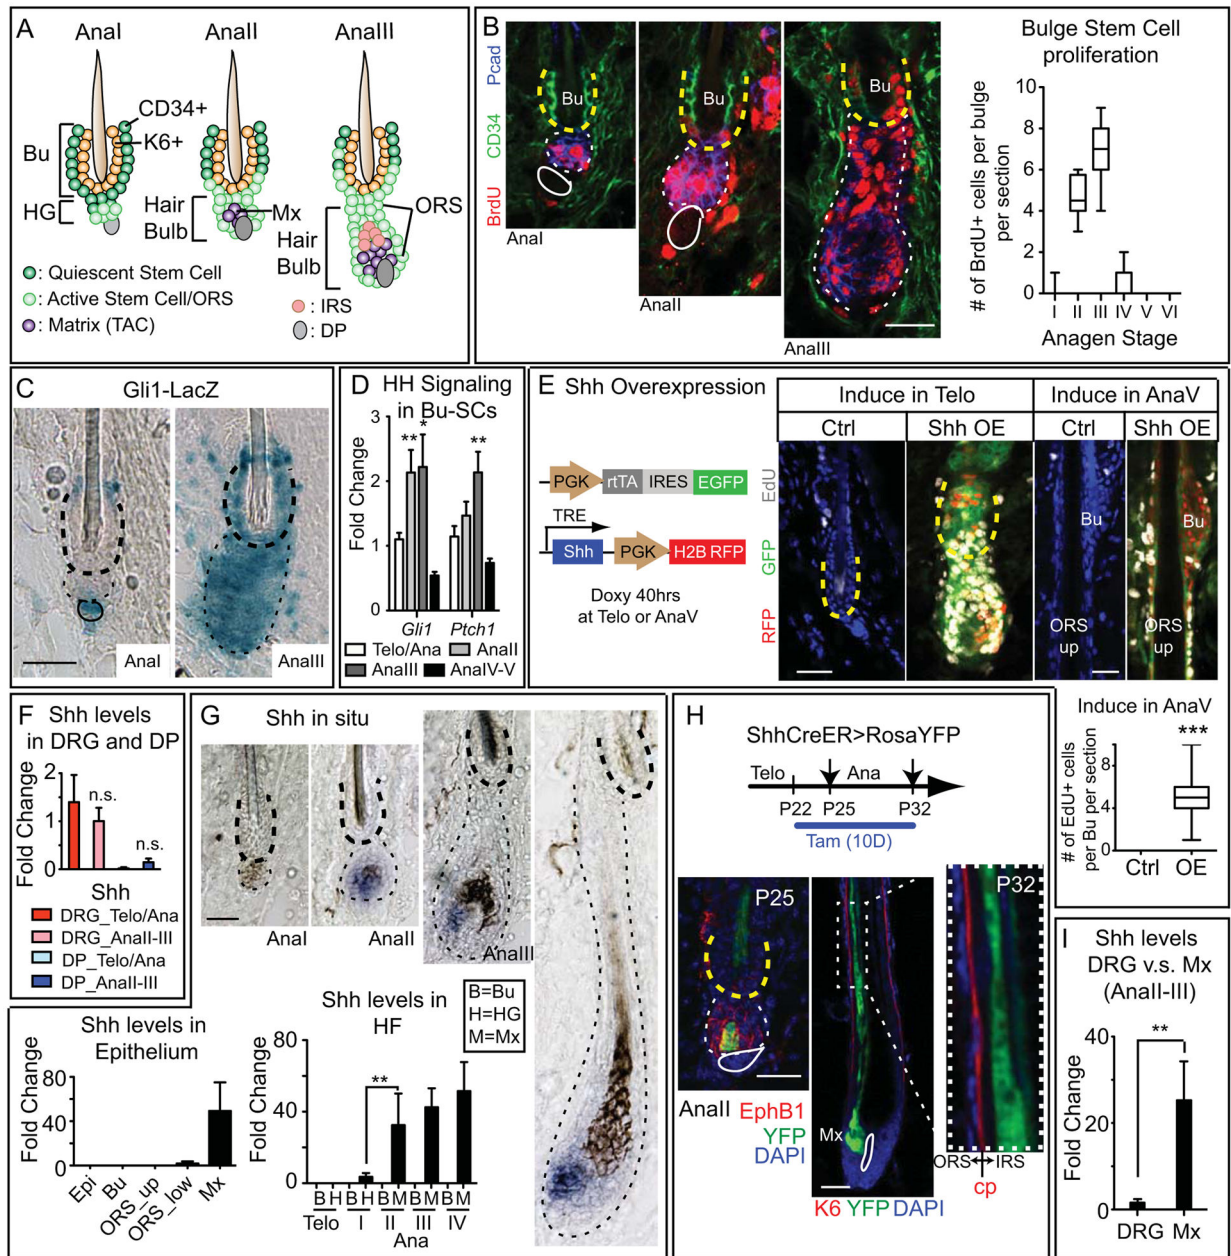 A
AnaI
AnaII
AnaIII
CD34+
K6+
Bu
HG
Hair
Bulb
Mx
Hair
Bulb
ORS
: Quiescent Stem Cell
: Active Stem Cell/ORS
: Matrix (TAC)
: IRS
: DP
B
BrdU CD34 Pcad
Bu
AnaI
Bu
AnaII
Bu
AnaIII
Bulge Stem Cell
proliferation
# of BrdU+ cells per bulge
per section
10
8
6
4
2
0
I II III IV V VI
Anagen Stage
C
Gli1-LacZ
AnaI
AnaIII
D
HH Signaling
in Bu-SCs
Fold Change
3
2
1
0
** *
**
Gli1 Ptch1
Telo/Ana
AnaII
AnaIII
AnaIV-V
E
Shh Overexpression
PGK rtTA IRES EGFP
TRE
Shh PGK H2B RFP
Doxy 40hrs
at Telo or AnaV
Induce in Telo
Induce in AnaV
Ctrl
Shh OE
Ctrl
Shh OE
RFP GFP EdU
Bu
ORS
up
Bu
ORS
up
Induce in AnaV
***
# of EdU+ cells
per Bu per section
12
8
4
0
Ctrl OE
F
Shh levels
in DRG and DP
Fold Change
2
1
0
n.s.
n.s.
Shh
DRG_Telo/Ana
DRG_AnaII-III
DP_Telo/Ana
DP_AnaII-III
Shh levels in
Epithelium
Fold Change
80
40
0
Epi
Bu
ORS_up
ORS_low
Mx
G
Shh in situ
AnaI
AnaII
AnaIII
Shh levels in
HF
B=Bu
H=HG
M=Mx
Fold Change
80
40
0
**
B H B H B M B M B M
Telo I II III IV
Ana
H
ShhCreER>RosaYFP
Telo Ana
P22 P25 P32
Tam (10D)
P25
AnaII
EphB1
YFP
DAPI
Mx
K6 YFP DAPI
P32
ORS IRS
cp
I
Shh levels
DRG v.s. Mx
(AnaII-III)
Fold Change
40
20
0
**
DRG Mx